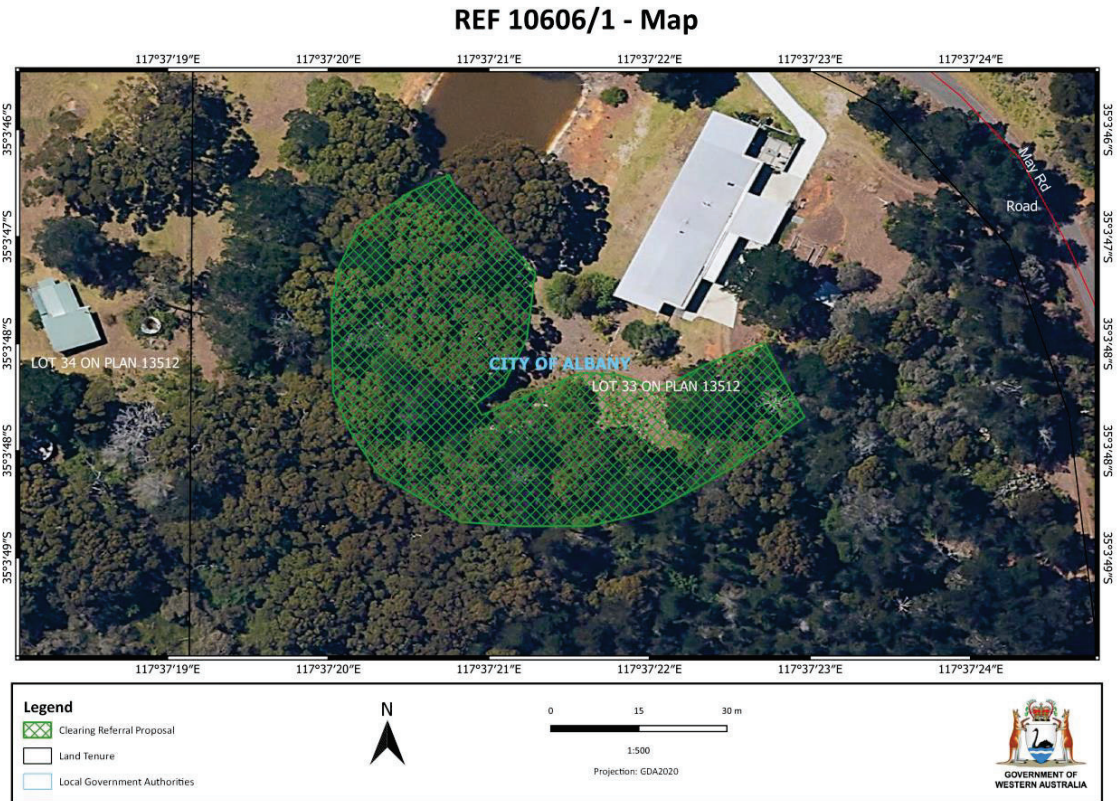 REF 10606/1 - Map
117°37'19"E 117°37'20"E 117°37'21"E 117°37'22"E 117°37'23"E 117°37'24"E
35°3'46"S
35°3'47"S
35°3'48"S
35°3'48"S
35°3'49"S
May Rd
Road
CITY OF ALBANY
LOT 34 ON PLAN 13512
LOT 33 ON PLAN 13512
35°3'46"S
35°3'47"S
35°3'48"S
35°3'48"S
35°3'49"S
117°37'19"E 117°37'20"E 117°37'21"E 117°37'22"E 117°37'23"E 117°37'24"E
Legend
Clearing Referral Proposal
Land Tenure
Local Government Authorities
N
0 15 30 m
1:500
Projection: GDA2020
GOVERNMENT OF
WESTERN AUSTRALIA